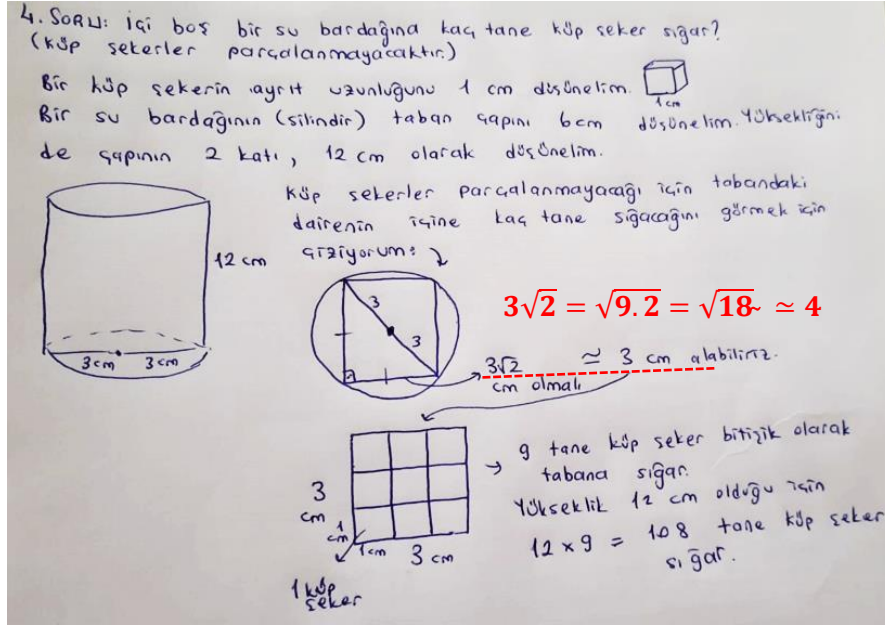 4. SORU: İçi boş bir su bardağına kaç tane küp şeker sığar?
(Küp şekerler parçalanmayacaktır.)
Bir küp şekerin ayrıt uzunluğunu 1 cm düşünelim.
1 cm
Bir su bardağının (silindir) taban çapını 6cm düşünelim. Yüksekliğini
de çapının 2 katı, 12 cm olarak düşünelim.
Küp şekerler parçalanmayacağı için tabandaki
dairenin içine kaç tane sığacağını görmek için
çiziyorum:
12 cm
3 cm 3 cm
3
3
3√2 = √9.2 = √18~ ≃ 4
3√2 ≃ 3 cm alabiliriz.
cm olmalı
9 tane küp şeker bitişik olarak
tabana sığar.
Yükseklik 12 cm olduğu için
12 x 9 = 108 tane küp şeker
sığar.
3
cm
1
cm
1cm 3 cm
1 küp
şeker